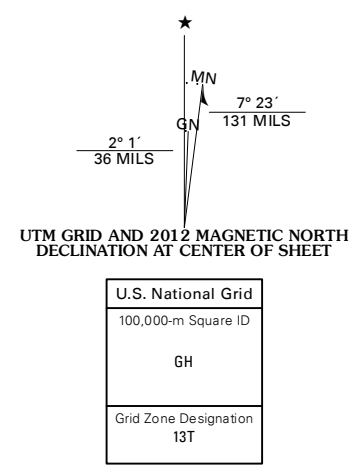 ★
MN
GN
7° 23´
131 MILS
2° 1´
36 MILS
UTM GRID AND 2012 MAGNETIC NORTH
DECLINATION AT CENTER OF SHEET
U.S. National Grid
100,000-m Square ID
GH
Grid Zone Designation
13T